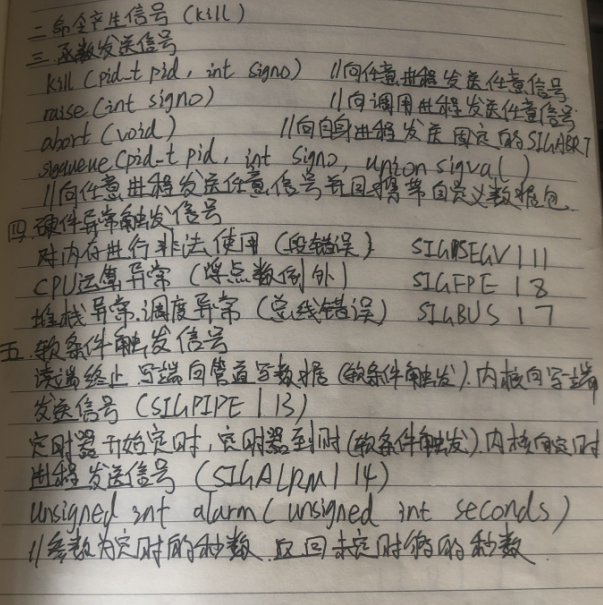 二.命令产生信号 (kill)
三.函数发送信号
kill (pid_t pid, int signo) //向任意进程发送任意信号
raise (int signo) //向调用进程发送任意信号
abort (void) //向自身进程发送固定的SIGABRT
sigqueue (pid_t pid, int signo, union sigval)
//向任意进程发送任意信号并且携带自定义数据包.
四.硬件异常触发信号
对内存进行非法使用 (段错误) SIGSEGV | 11
CPU运算异常 (浮点数例外) SIGFPE | 8
堆栈异常.调度异常 (总线错误) SIGBUS | 7
五.软条件触发信号
读端终止.写端向管道写数据 (软条件触发).内核向写端
发送信号 (SIGPIPE | 13)
定时器开始定时,定时器到时 (软条件触发).内核向定时
进程发送信号 (SIGALRM | 14)
unsigned int alarm (unsigned int seconds)
//参数为定时的秒数.返回未定时的秒数